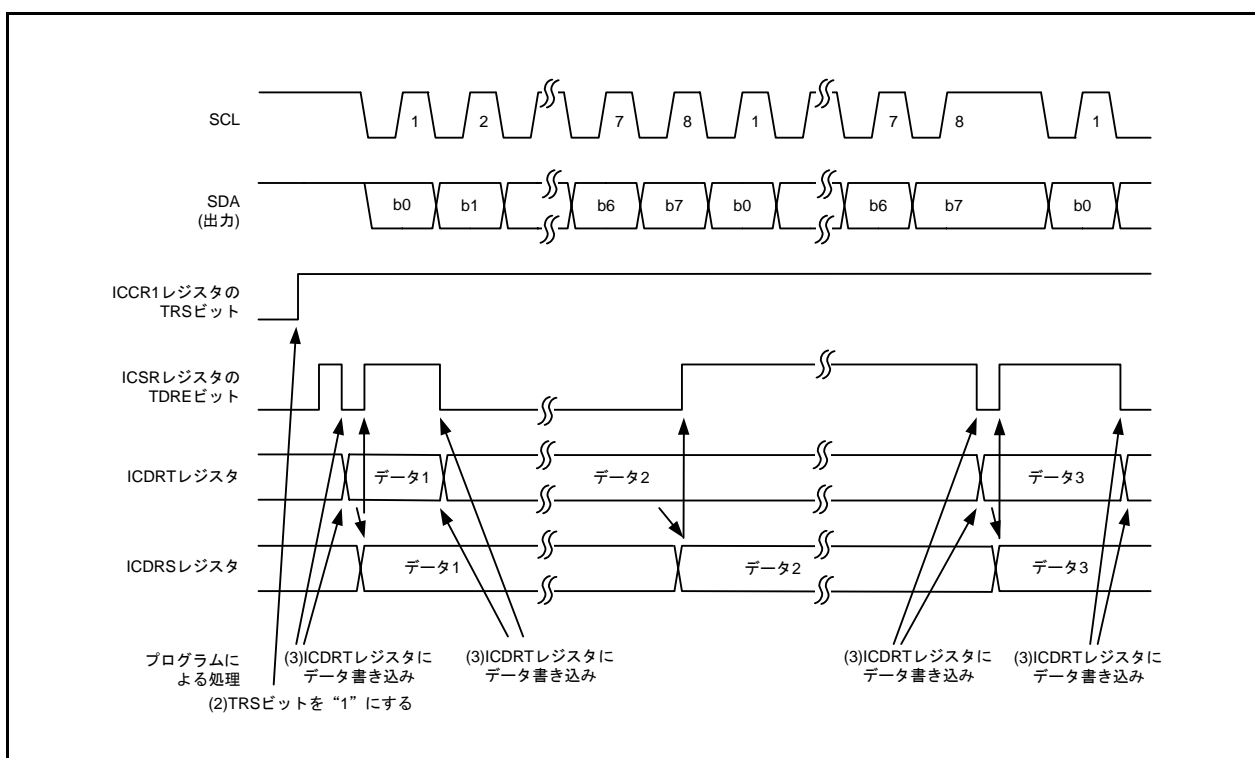 SCL
1 2 7 8 1 7 8 1
SDA
(出力)
b0 b1 b6 b7 b0 b6 b7 b0
ICCR1レジスタの
TRSビット
ICSRレジスタの
TDREビット
ICDRTレジスタ
データ1 データ2 データ3
ICDRSレジスタ
データ1 データ2 データ3
プログラムに
よる処理
(3)ICDRTレジスタに
データ書き込み
(3)ICDRTレジスタに
データ書き込み
(3)ICDRTレジスタに
データ書き込み
(3)ICDRTレジスタに
データ書き込み
(2)TRSビットを“1”にする